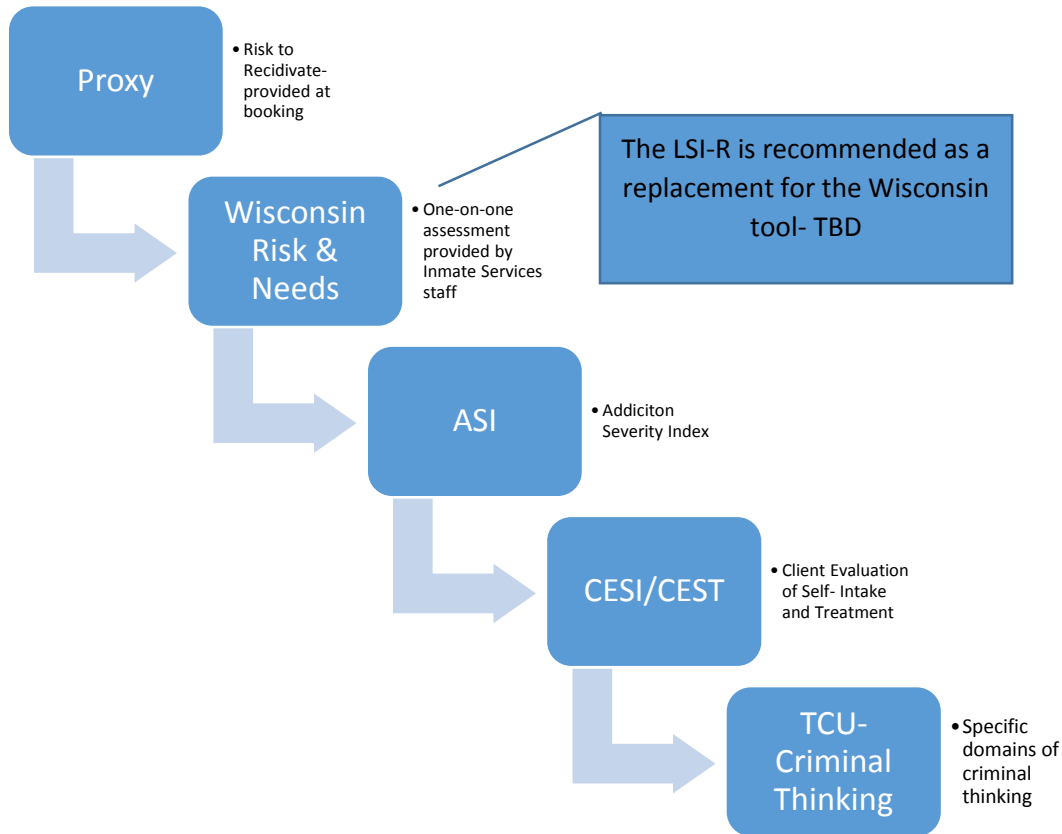 Proxy
• Risk to
Recidivate-
provided at
booking
The LSI-R is recommended as a
replacement for the Wisconsin
tool- TBD
Wisconsin
Risk &
Needs
• One-on-one
assessment
provided by
Inmate Services
staff
ASI
• Addiciton
Severity Index
CESI/CEST
• Client Evaluation
of Self- Intake
and Treatment
TCU-
Criminal
Thinking
• Specific
domains of
criminal
thinking